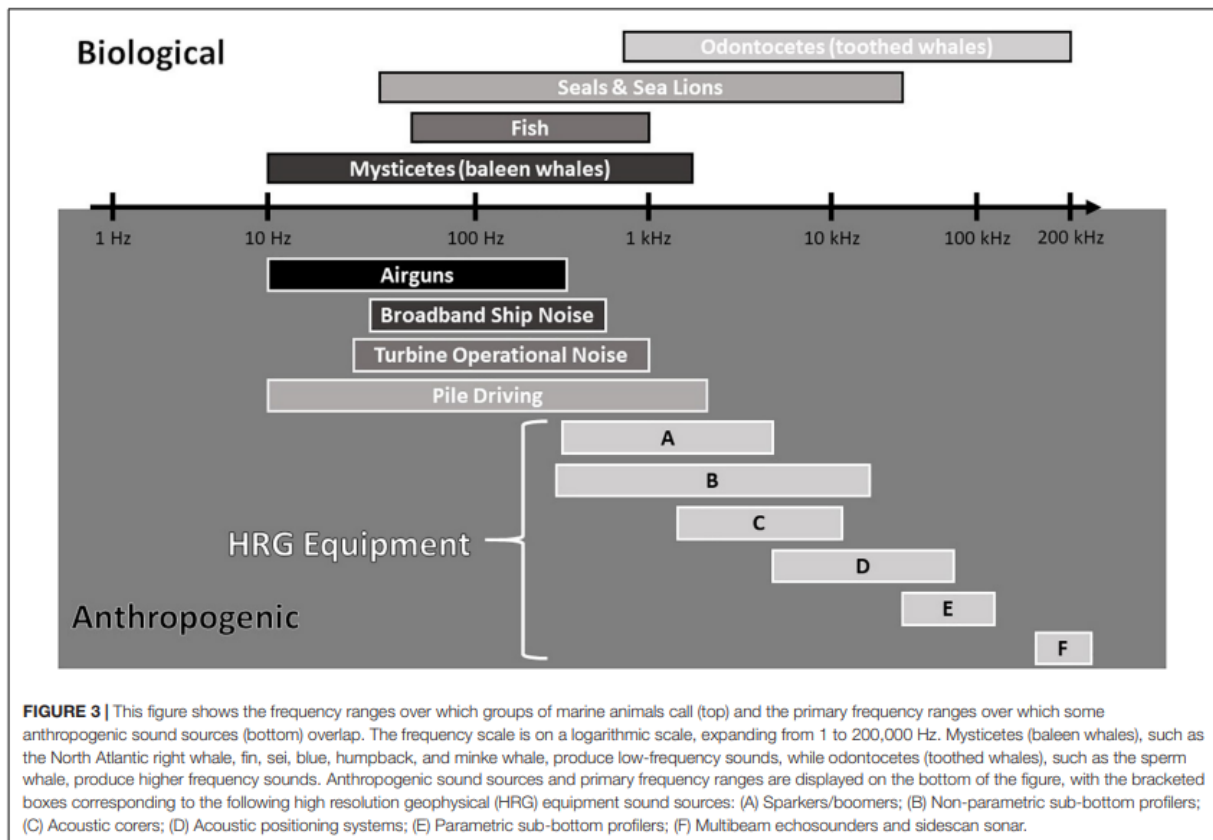 Biological
Odontocetes (toothed whales)
Seals & Sea Lions
Fish
Mysticetes (baleen whales)
1 Hz 10 Hz 100 Hz 1 kHz 10 kHz 100 kHz 200 kHz
Airguns
Broadband Ship Noise
Turbine Operational Noise
Pile Driving
A
B
C
HRG Equipment
D
E
Anthropogenic
F
FIGURE 3 | This figure shows the frequency ranges over which groups of marine animals call (top) and the primary frequency ranges over which some
anthropogenic sound sources (bottom) overlap. The frequency scale is on a logarithmic scale, expanding from 1 to 200,000 Hz. Mysticetes (baleen whales), such as
the North Atlantic right whale, fin, sei, blue, humpback, and minke whale, produce low-frequency sounds, while odontocetes (toothed whales), such as the sperm
whale, produce higher frequency sounds. Anthropogenic sound sources and primary frequency ranges are displayed on the bottom of the figure, with the bracketed
boxes corresponding to the following high resolution geophysical (HRG) equipment sound sources: (A) Sparkers/boomers; (B) Non-parametric sub-bottom profilers;
(C) Acoustic corers; (D) Acoustic positioning systems; (E) Parametric sub-bottom profilers; (F) Multibeam echosounders and sidescan sonar.